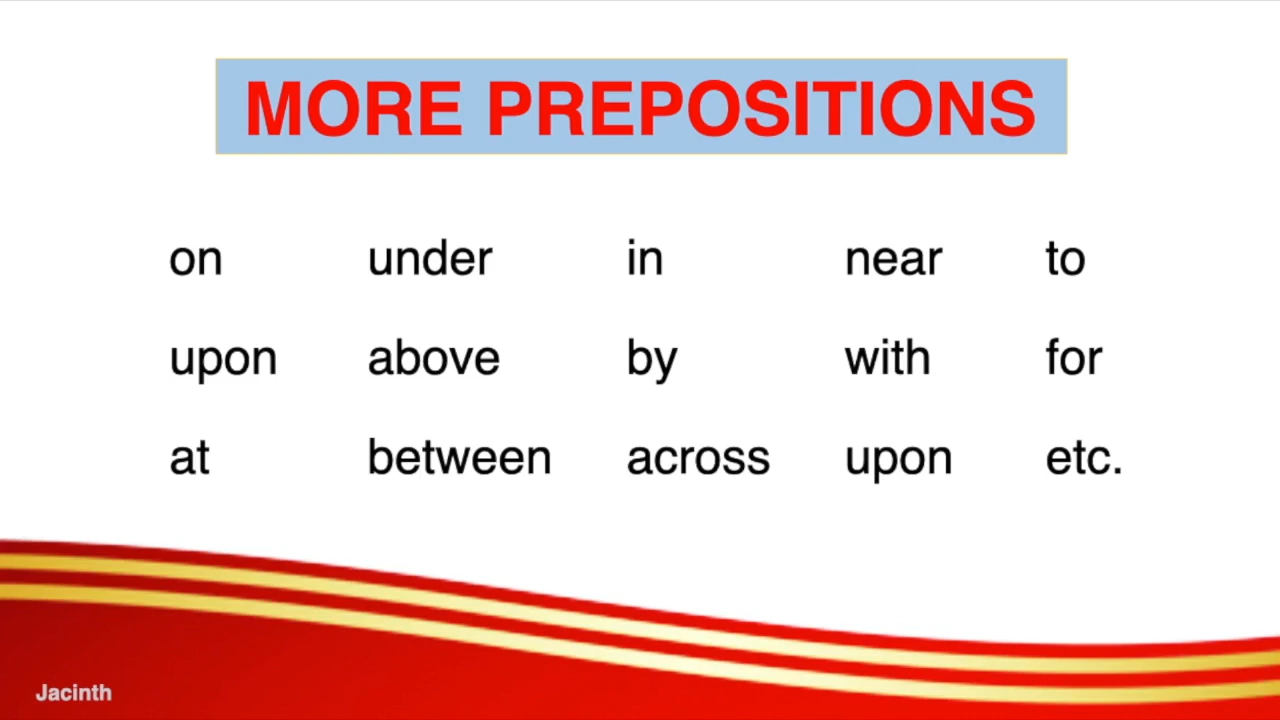 MORE PREPOSITIONS
on under in near to
upon above by with for
at between across upon etc.
Jacinth